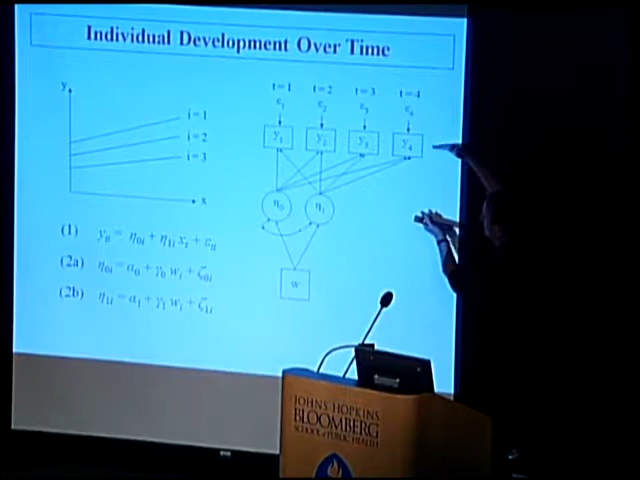 Individual Development Over Time
y
i = 1
i = 2
i = 3
x
t = 1 t = 2 t = 3 t = 4
ε₁ ε₂ ε₃ ε₄
y₁ y₂ y₃ y₄
η₀ η₁
w
(1) yₜᵢ = η₀ᵢ + η₁ᵢ xₜ + εₜᵢ
(2a) η₀ᵢ = α₀ + γ₀ wᵢ + ζ₀ᵢ
(2b) η₁ᵢ = α₁ + γ₁ wᵢ + ζ₁ᵢ
JOHNS HOPKINS
BLOOMBERG
SCHOOL of PUBLIC HEALTH